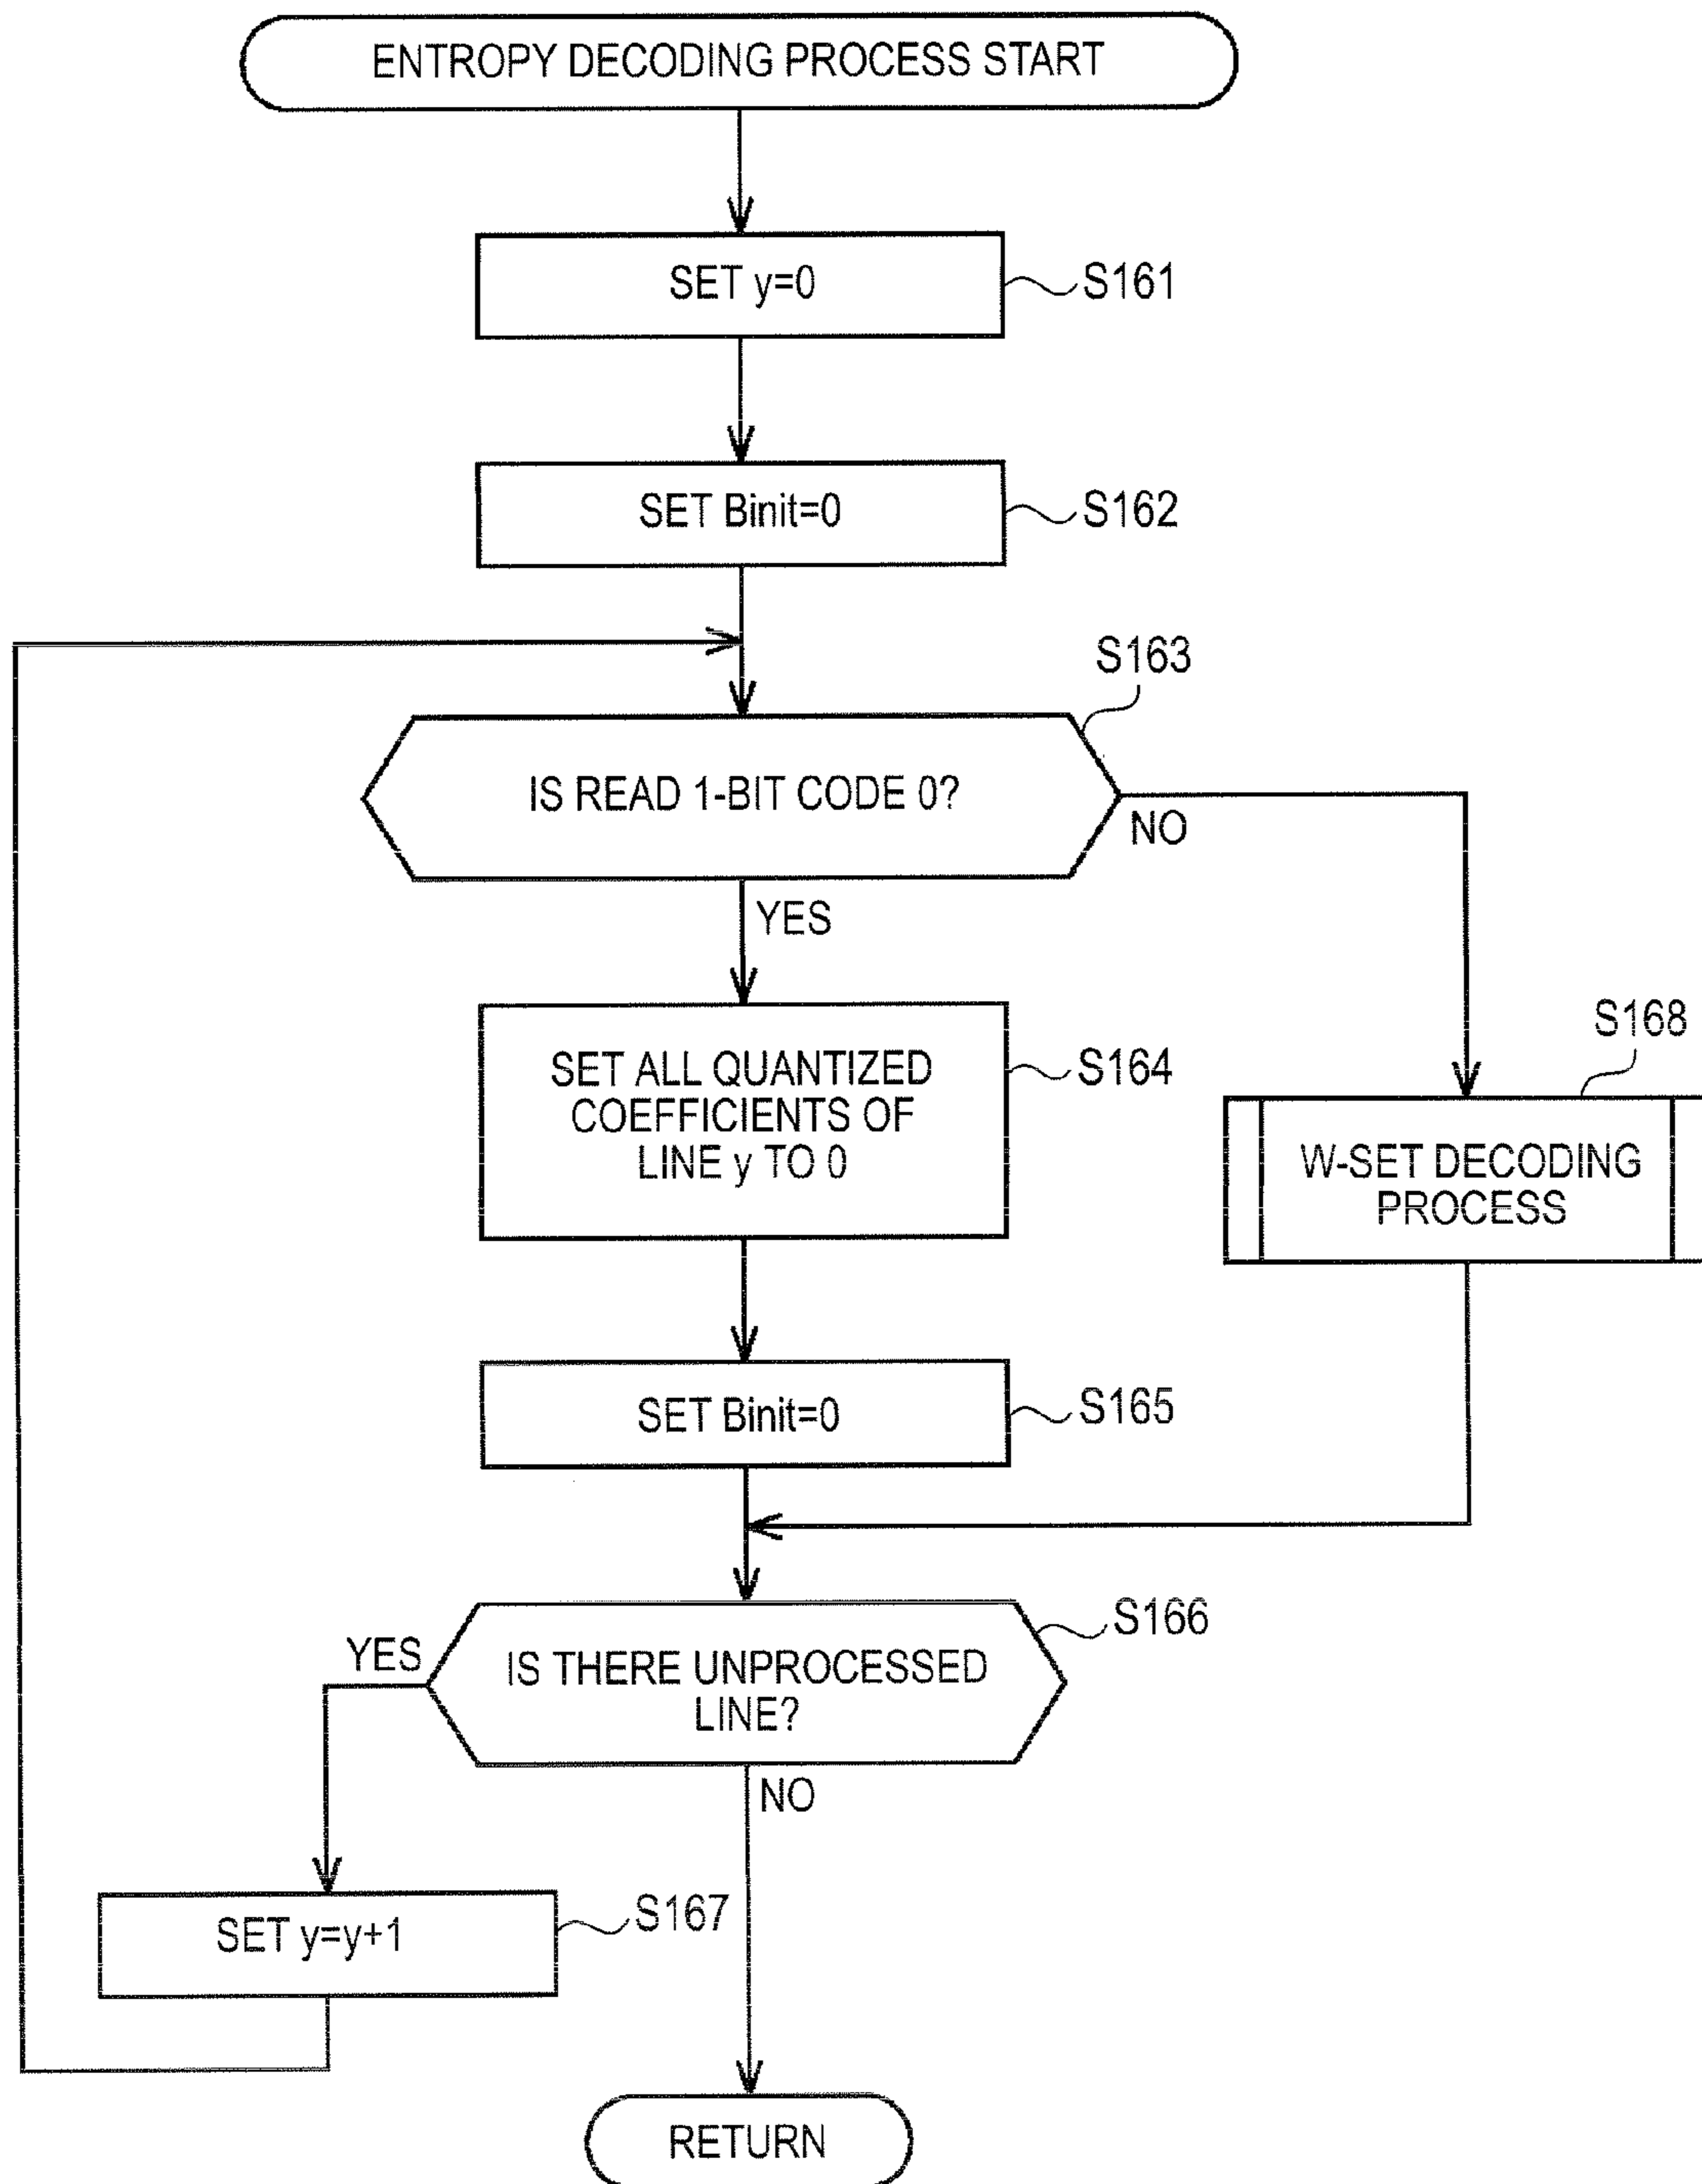 ENTROPY DECODING PROCESS START
SET y=0
S161
SET Binit=0
S162
S163
IS READ 1-BIT CODE 0?
NO
YES
SET ALL QUANTIZED
COEFFICIENTS OF
LINE y TO 0
S164
S168
W-SET DECODING
PROCESS
SET Binit=0
S165
S166
YES
IS THERE UNPROCESSED
LINE?
NO
SET y=y+1
S167
RETURN